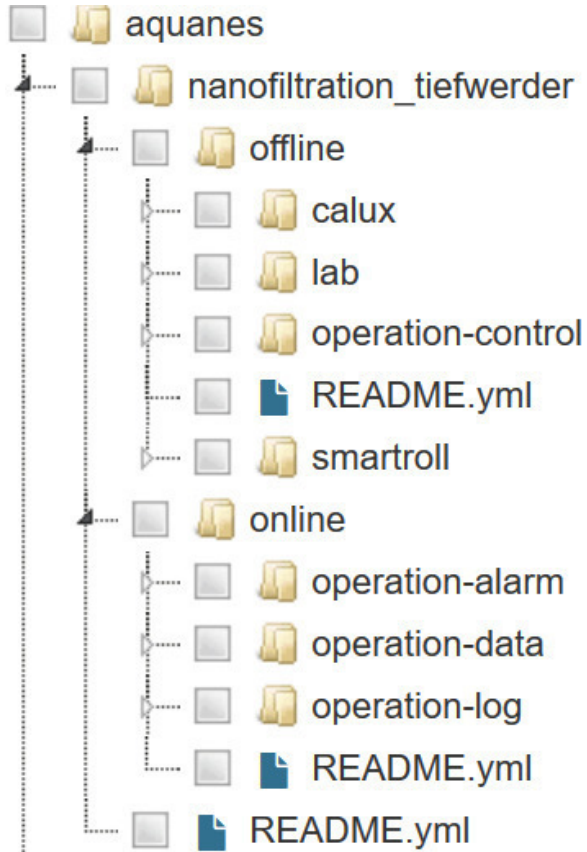 aquanes
nanofiltration_tiefwerder
offline
calux
lab
operation-control
README.yml
smartroll
online
operation-alarm
operation-data
operation-log
README.yml
README.yml